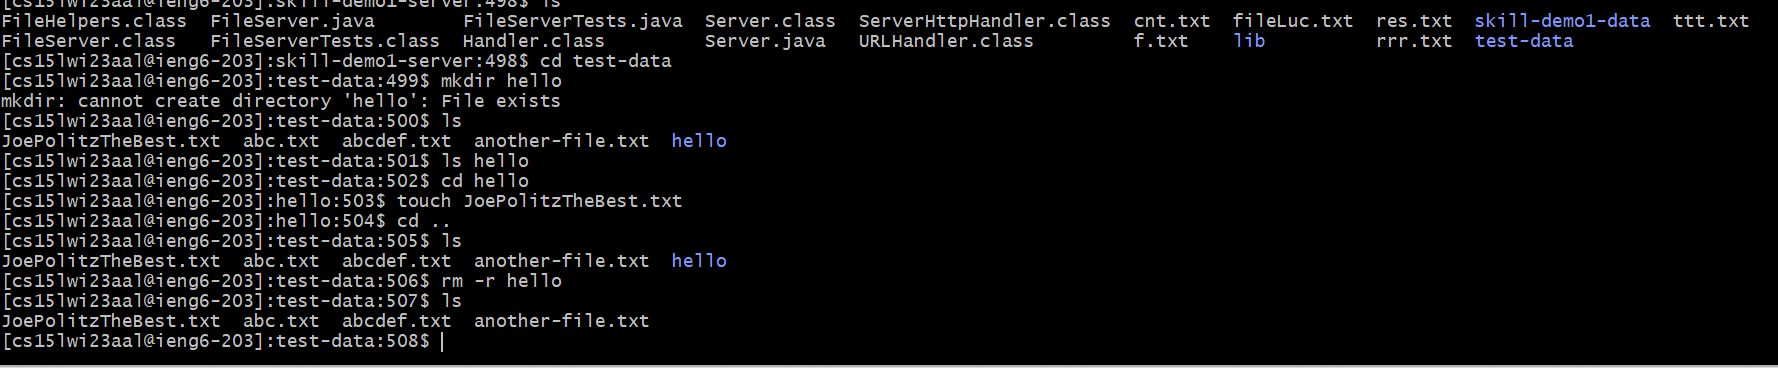 [cs15lwi23aal@ieng6-203]:skill-demo1-server:498$ ls
FileHelpers.class  FileServer.java        FileServerTests.java  Server.class  ServerHttpHandler.class  cnt.txt  fileLuc.txt  res.txt  skill-demo1-data  ttt.txt
FileServer.class   FileServerTests.class  Handler.class         Server.java   URLHandler.class         f.txt    lib          rrr.txt  test-data
[cs15lwi23aal@ieng6-203]:skill-demo1-server:498$ cd test-data
[cs15lwi23aal@ieng6-203]:test-data:499$ mkdir hello
mkdir: cannot create directory 'hello': File exists
[cs15lwi23aal@ieng6-203]:test-data:500$ ls
JoePolitzTheBest.txt  abc.txt  abcdef.txt  another-file.txt  hello
[cs15lwi23aal@ieng6-203]:test-data:501$ ls hello
[cs15lwi23aal@ieng6-203]:test-data:502$ cd hello
[cs15lwi23aal@ieng6-203]:hello:503$ touch JoePolitzTheBest.txt
[cs15lwi23aal@ieng6-203]:hello:504$ cd ..
[cs15lwi23aal@ieng6-203]:test-data:505$ ls
JoePolitzTheBest.txt  abc.txt  abcdef.txt  another-file.txt  hello
[cs15lwi23aal@ieng6-203]:test-data:506$ rm -r hello
[cs15lwi23aal@ieng6-203]:test-data:507$ ls
JoePolitzTheBest.txt  abc.txt  abcdef.txt  another-file.txt
[cs15lwi23aal@ieng6-203]:test-data:508$